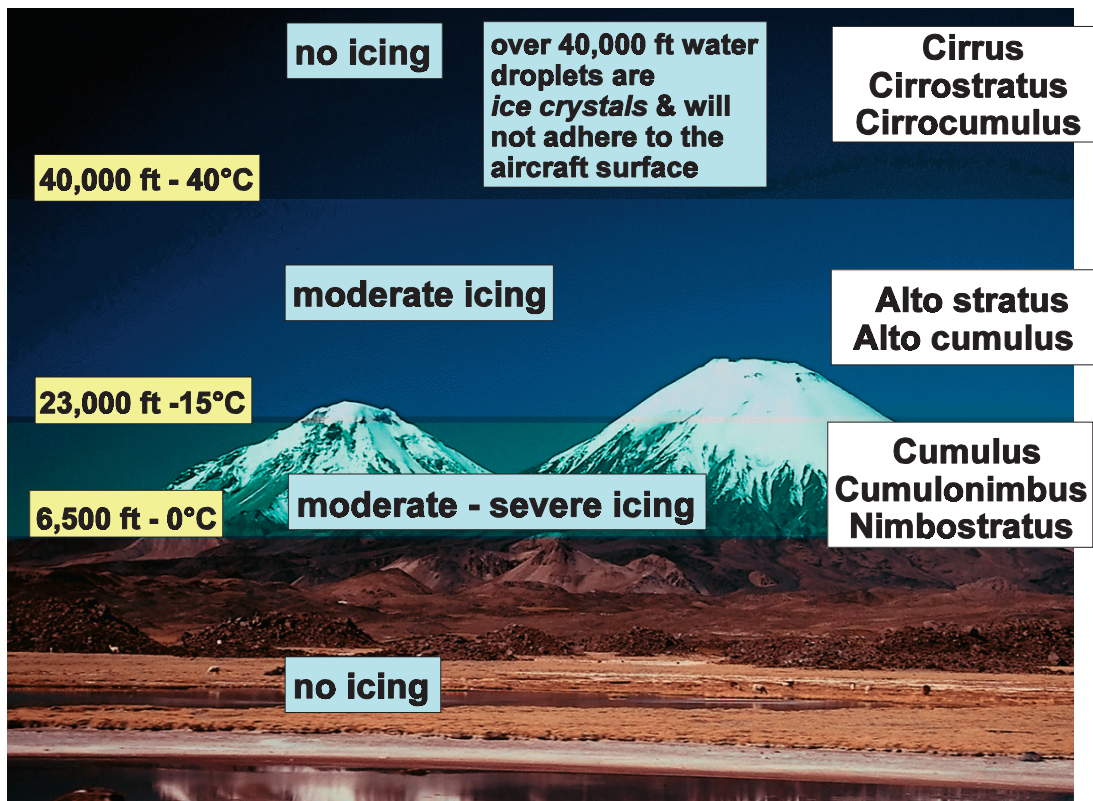 no icing
over 40,000 ft water
droplets are
ice crystals & will
not adhere to the
aircraft surface
Cirrus
Cirrostratus
Cirrocumulus
40,000 ft - 40°C
moderate icing
Alto stratus
Alto cumulus
23,000 ft -15°C
Cumulus
Cumulonimbus
Nimbostratus
6,500 ft - 0°C
moderate - severe icing
no icing